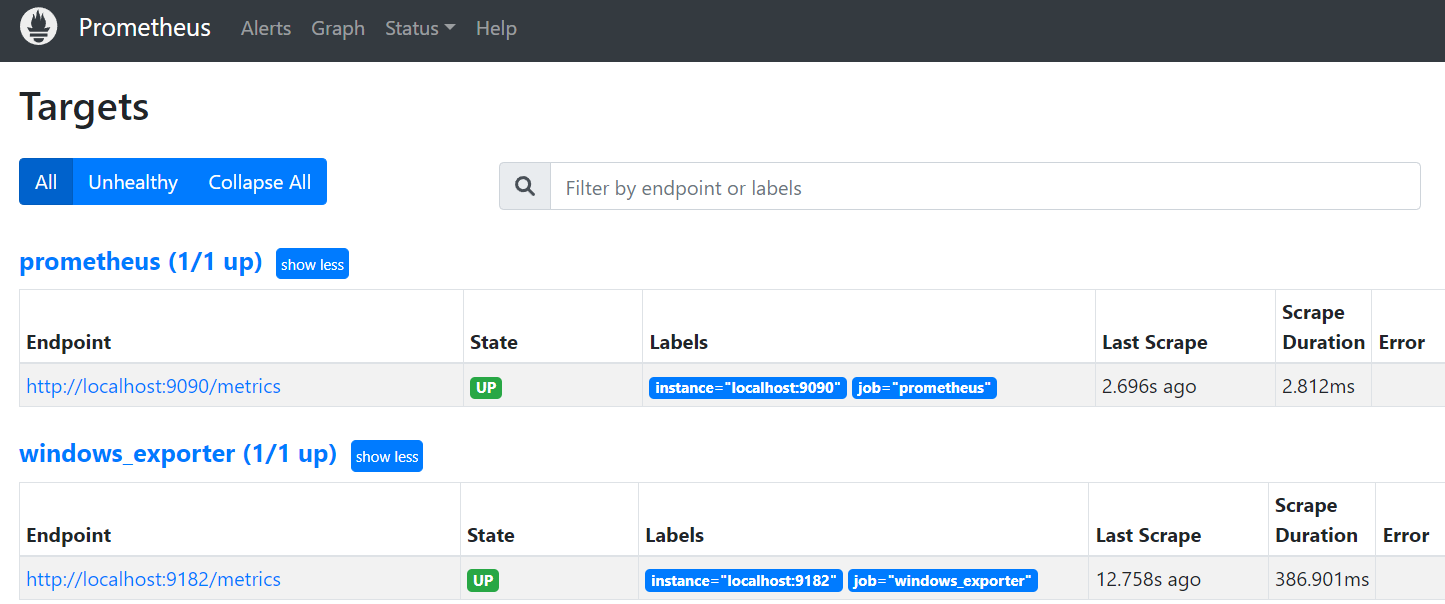 Prometheus Alerts Graph Status Help
Targets
All Unhealthy Collapse All
Filter by endpoint or labels
prometheus (1/1 up) show less
Endpoint State Labels Last Scrape Scrape Duration Error
http://localhost:9090/metrics UP instance="localhost:9090" job="prometheus" 2.696s ago 2.812ms
windows_exporter (1/1 up) show less
Endpoint State Labels Last Scrape Scrape Duration Error
http://localhost:9182/metrics UP instance="localhost:9182" job="windows_exporter" 12.758s ago 386.901ms